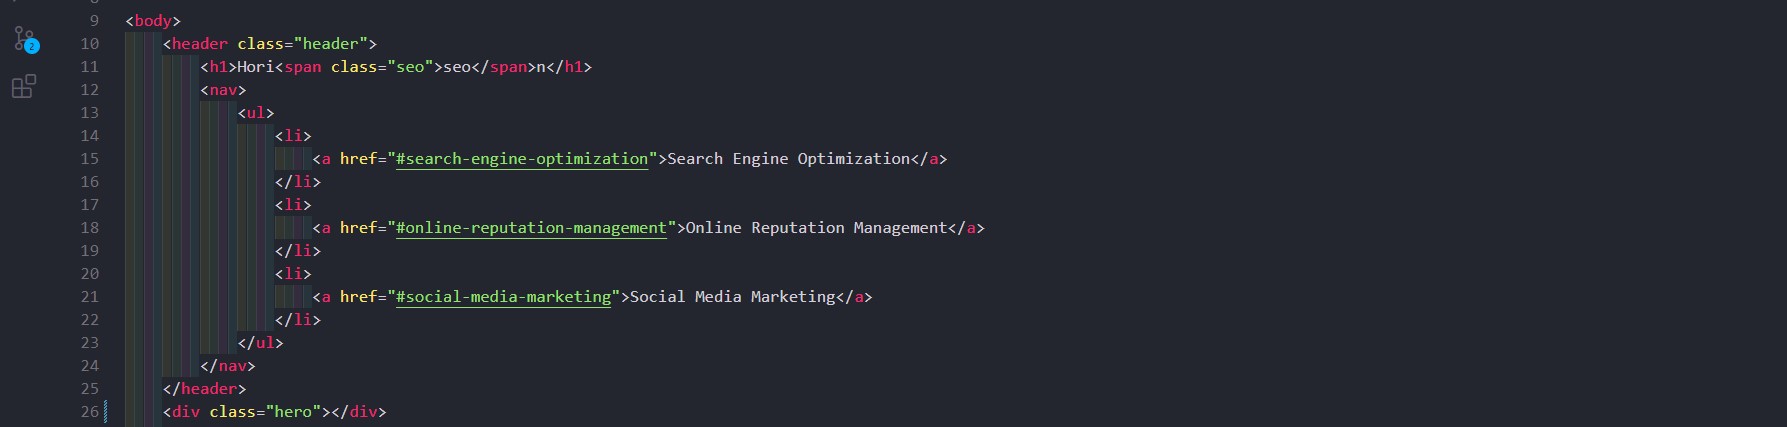 9 <body>
10 <header class="header">
11 <h1>Hori<span class="seo">seo</span>n</h1>
12 <nav>
13 <ul>
14 <li>
15 <a href="#search-engine-optimization">Search Engine Optimization</a>
16 </li>
17 <li>
18 <a href="#online-reputation-management">Online Reputation Management</a>
19 </li>
20 <li>
21 <a href="#social-media-marketing">Social Media Marketing</a>
22 </li>
23 </ul>
24 </nav>
25 </header>
26 <div class="hero"></div>
2